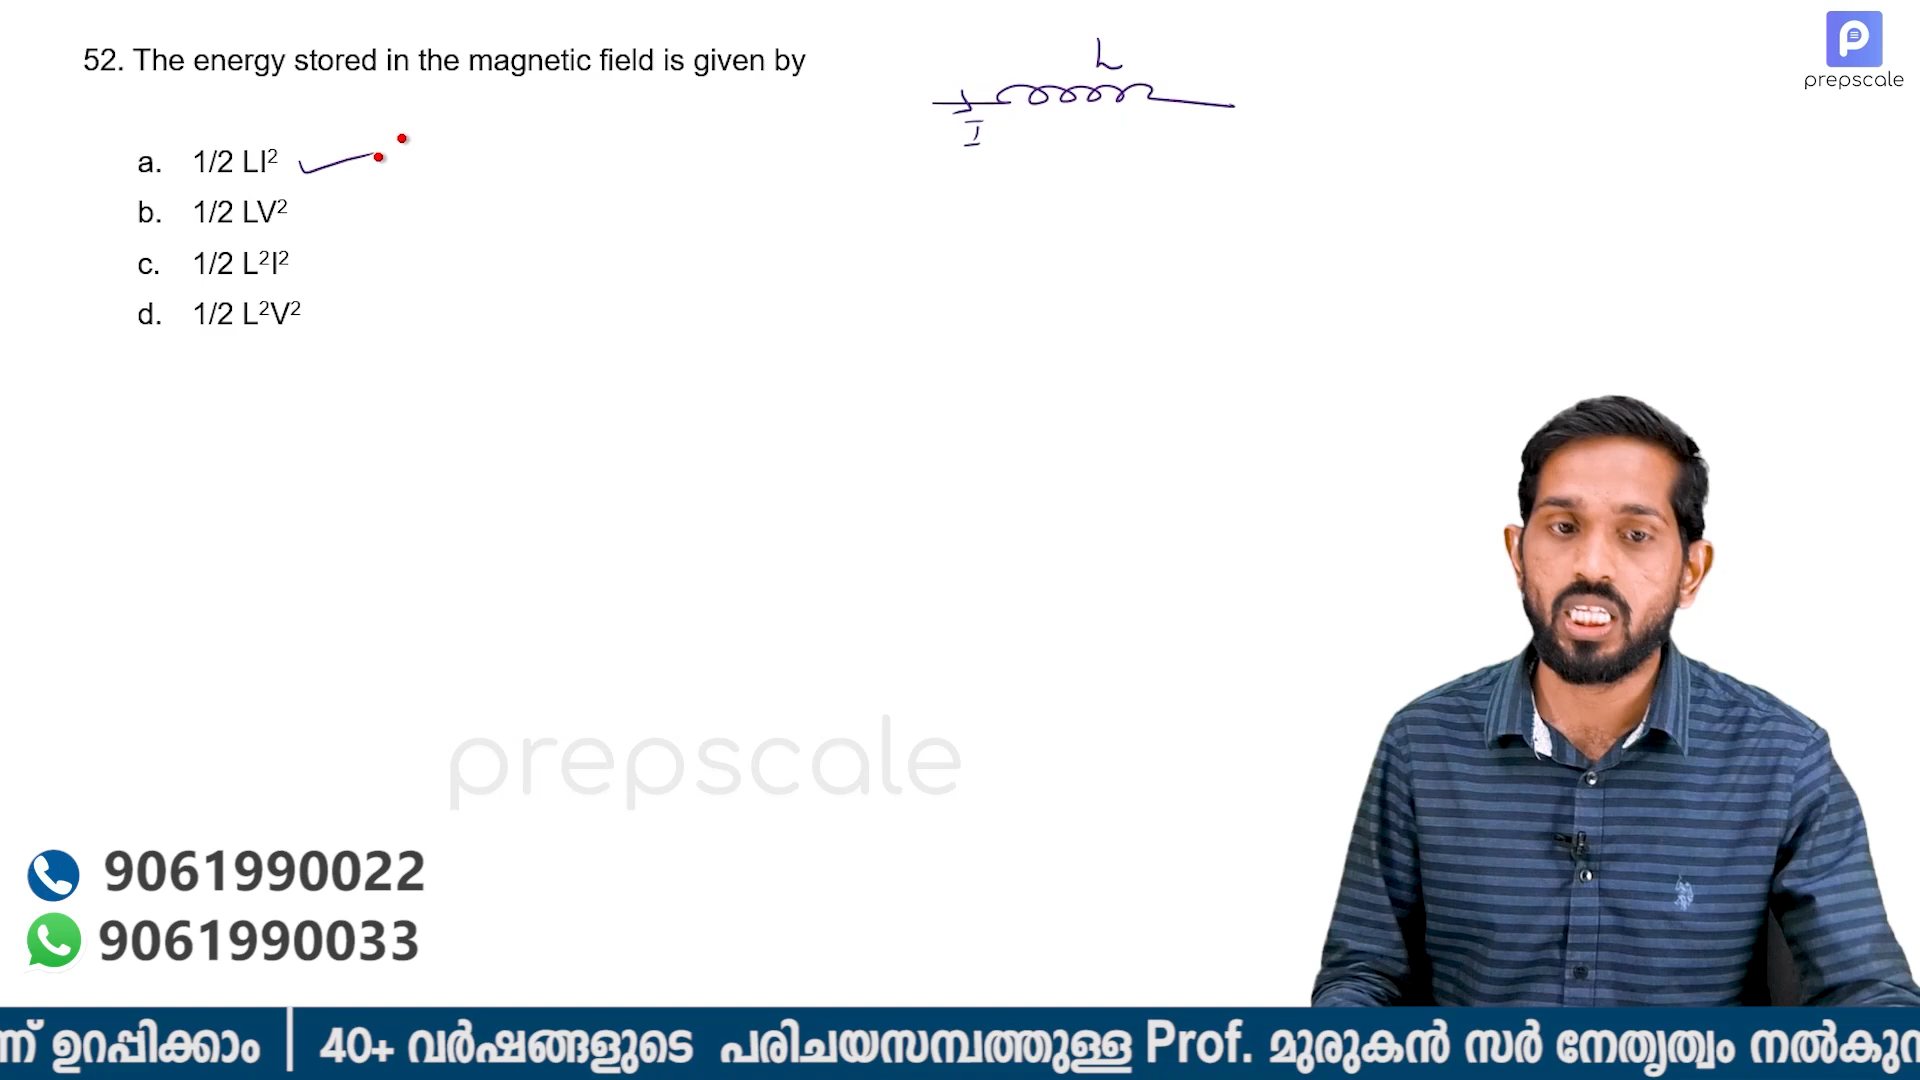 52. The energy stored in the magnetic field is given by
L
I
a. 1/2 LI²
b. 1/2 LV²
c. 1/2 L²I²
d. 1/2 L²V²
prepscale
prepscale
9061990022
9061990033
ഉറപ്പിക്കാം | 40+ വർഷങ്ങളുടെ പരിചയസമ്പത്തുള്ള Prof. മുരുകൻ സർ നേതൃത്വം